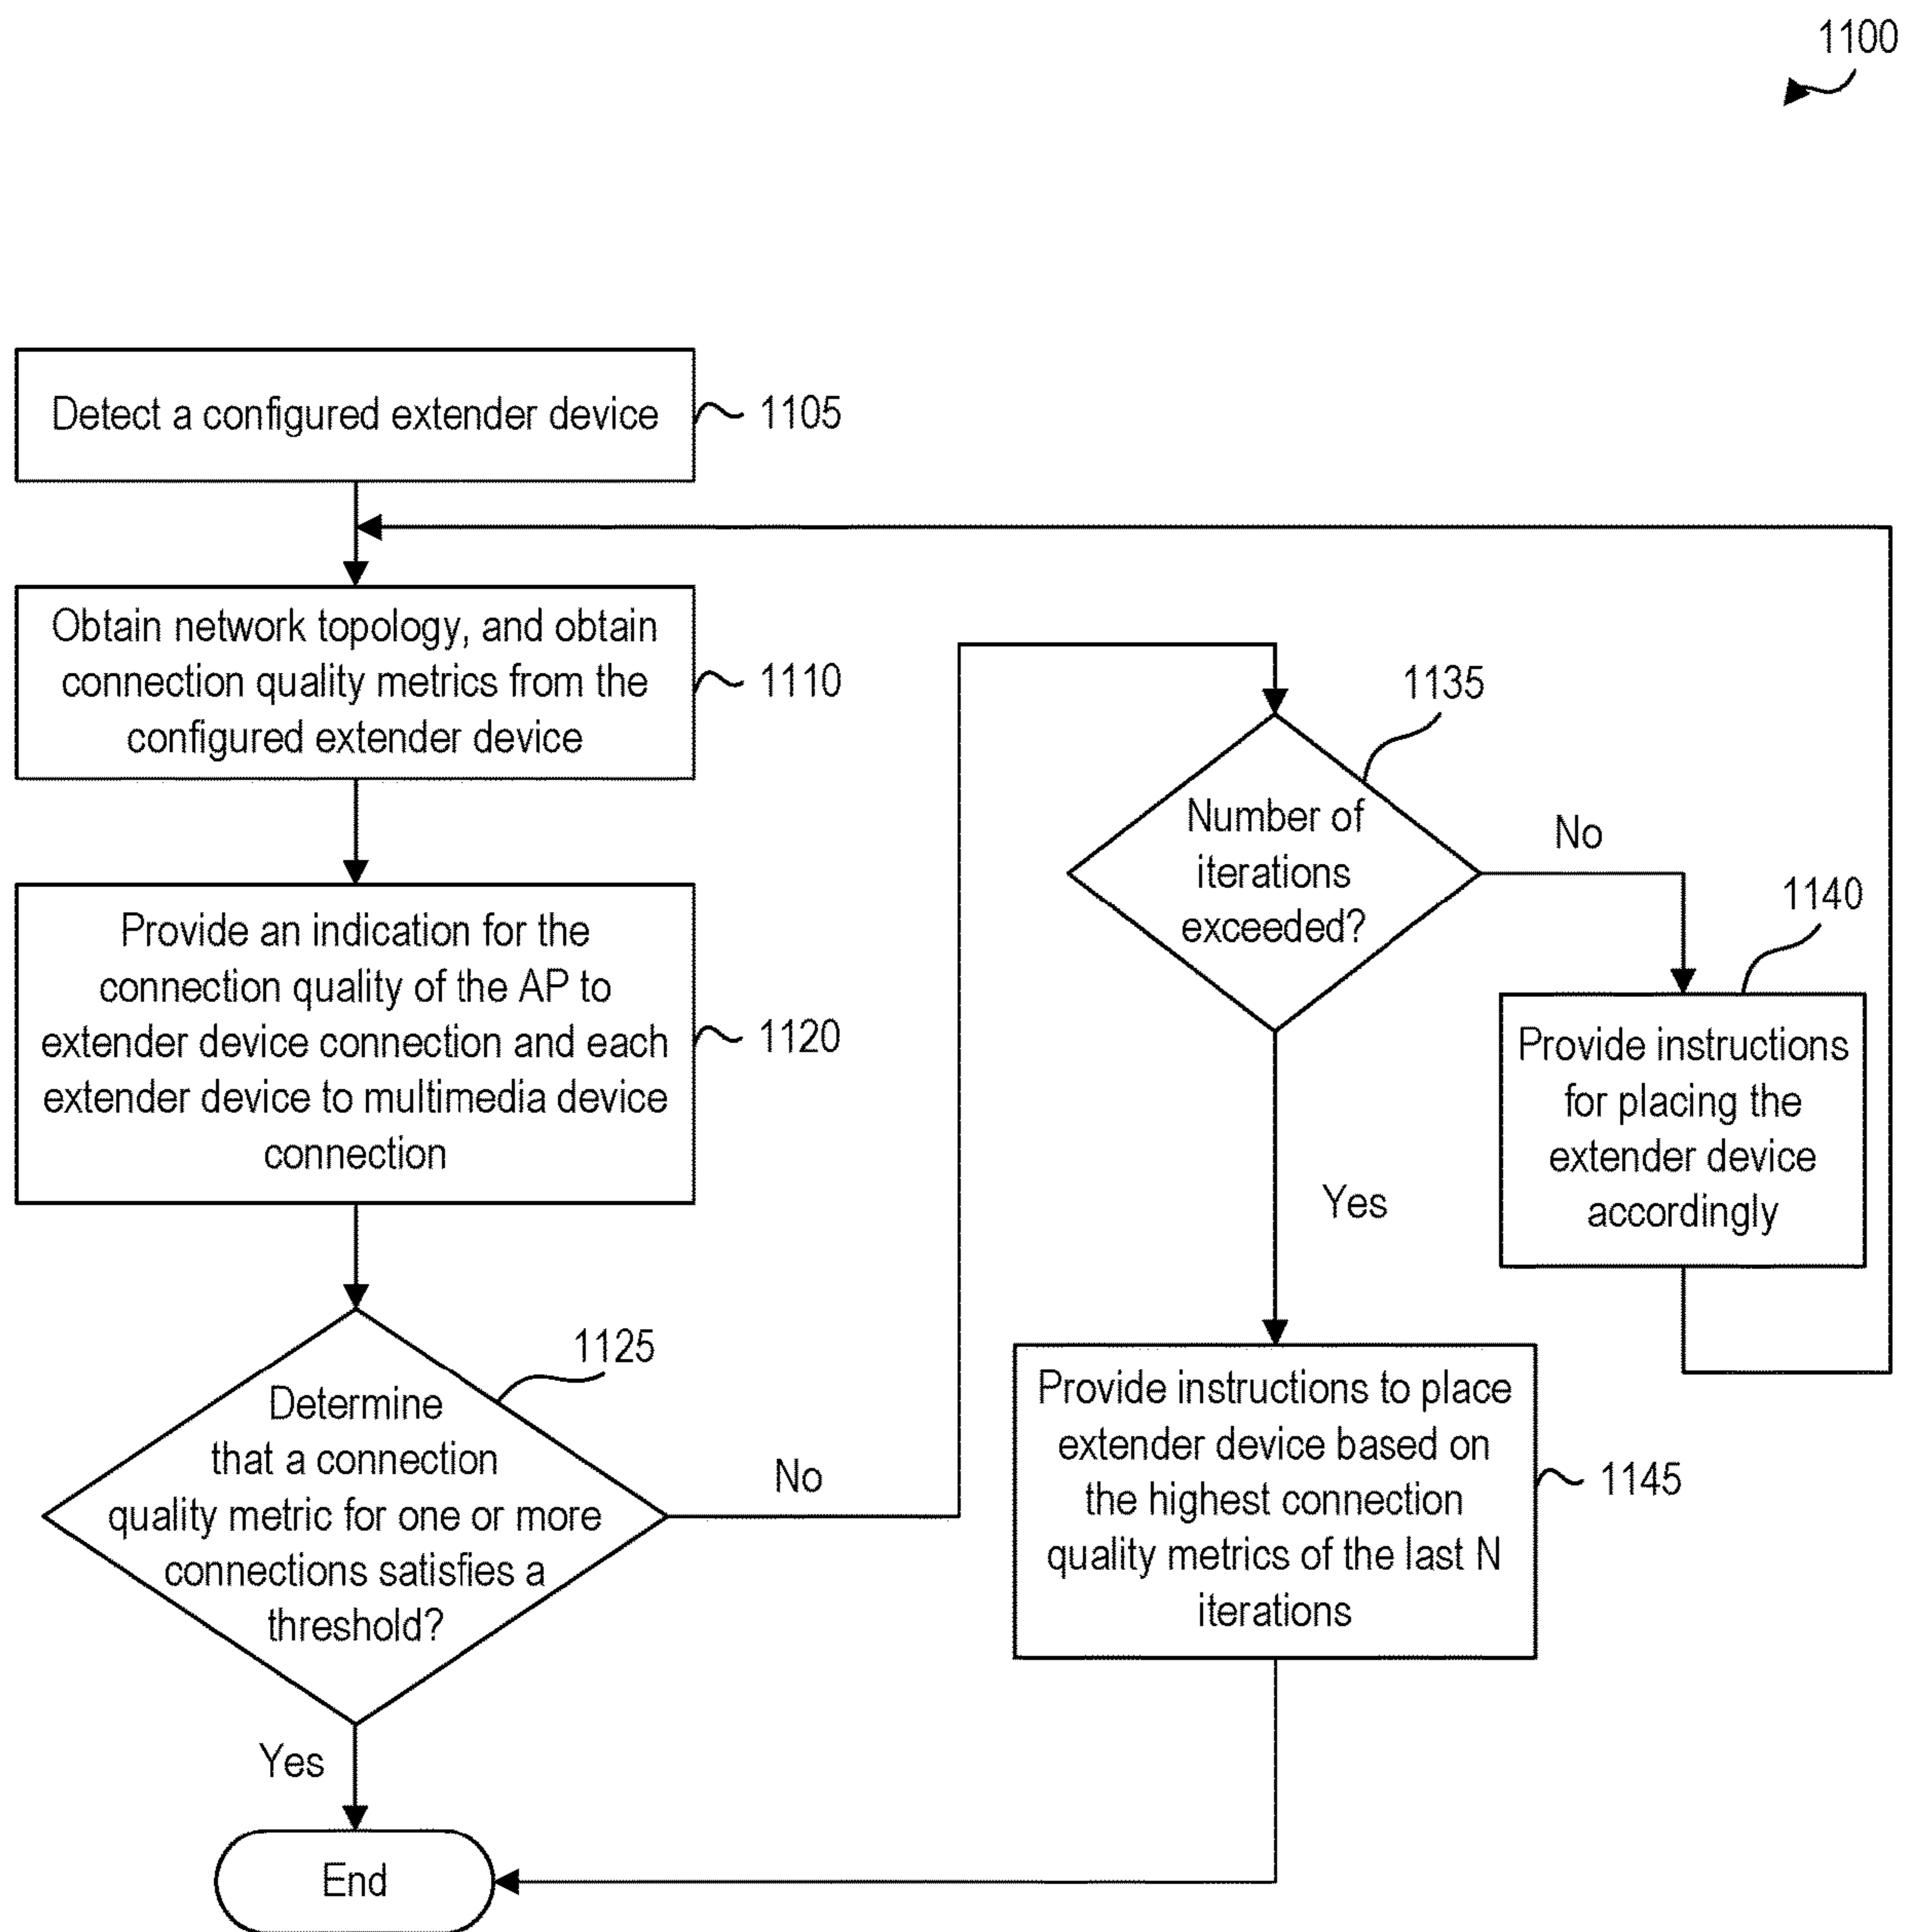 1100
Detect a configured extender device
1105
Obtain network topology, and obtain
connection quality metrics from the
configured extender device
1110
Provide an indication for the
connection quality of the AP to
extender device connection and each
extender device to multimedia device
connection
1120
Determine
that a connection
quality metric for one or more
connections satisfies a
threshold?
1125
No
Yes
End
Number of
iterations
exceeded?
1135
No
Yes
1140
Provide instructions
for placing the
extender device
accordingly
Provide instructions to place
extender device based on
the highest connection
quality metrics of the last N
iterations
1145